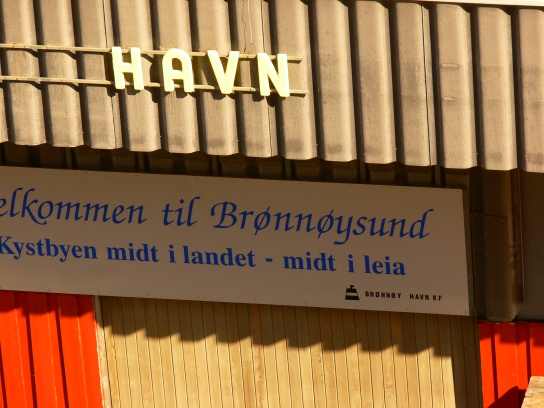 HAVN
elkommen til Brønnøysund
Kystbyen midt i landet - midt i leia
BRØNNØY HAVN KF